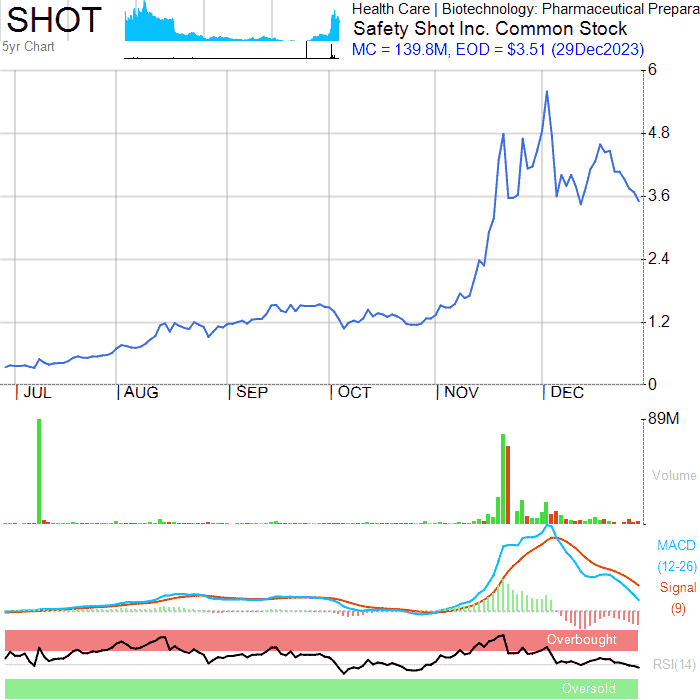 SHOT
5yr Chart
Health Care | Biotechnology: Pharmaceutical Prepara
Safety Shot Inc. Common Stock
MC = 139.8M, EOD = $3.51 (29Dec2023)
6
4.8
3.6
2.4
1.2
0
JUL AUG SEP OCT NOV DEC
89M
Volume
MACD
(12-26)
Signal
(9)
Overbought
RSI(14)
Oversold